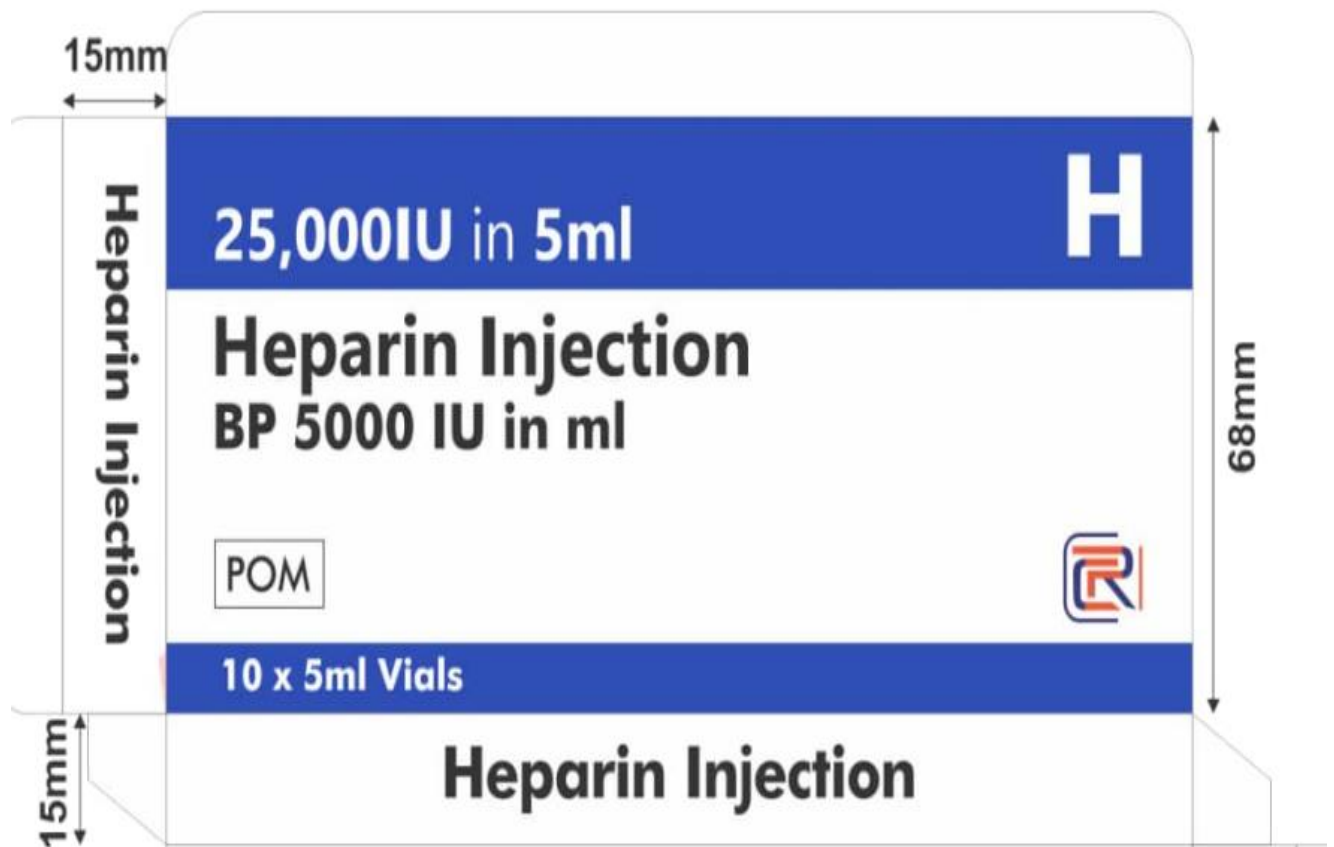 15mm
25,000IU in 5ml
H
Heparin Injection
Heparin Injection
BP 5000 IU in ml
68mm
POM
10 x 5ml Vials
15mm
Heparin Injection